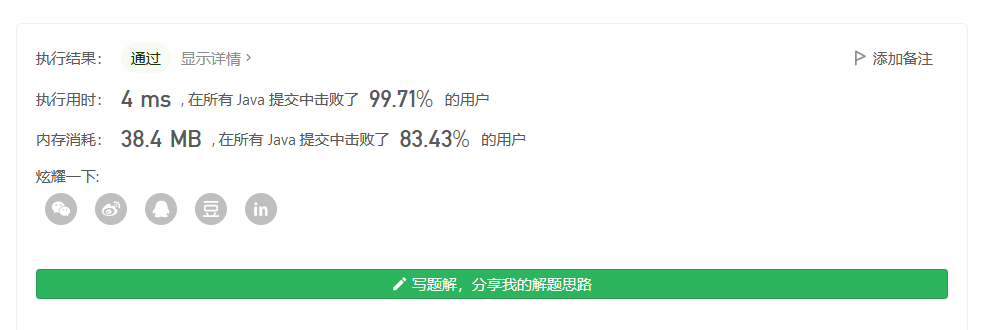 执行结果： 通过 显示详情 › 添加备注
执行用时： 4 ms , 在所有 Java 提交中击败了 99.71% 的用户
内存消耗： 38.4 MB , 在所有 Java 提交中击败了 83.43% 的用户
炫耀一下:
豆 in
写题解，分享我的解题思路